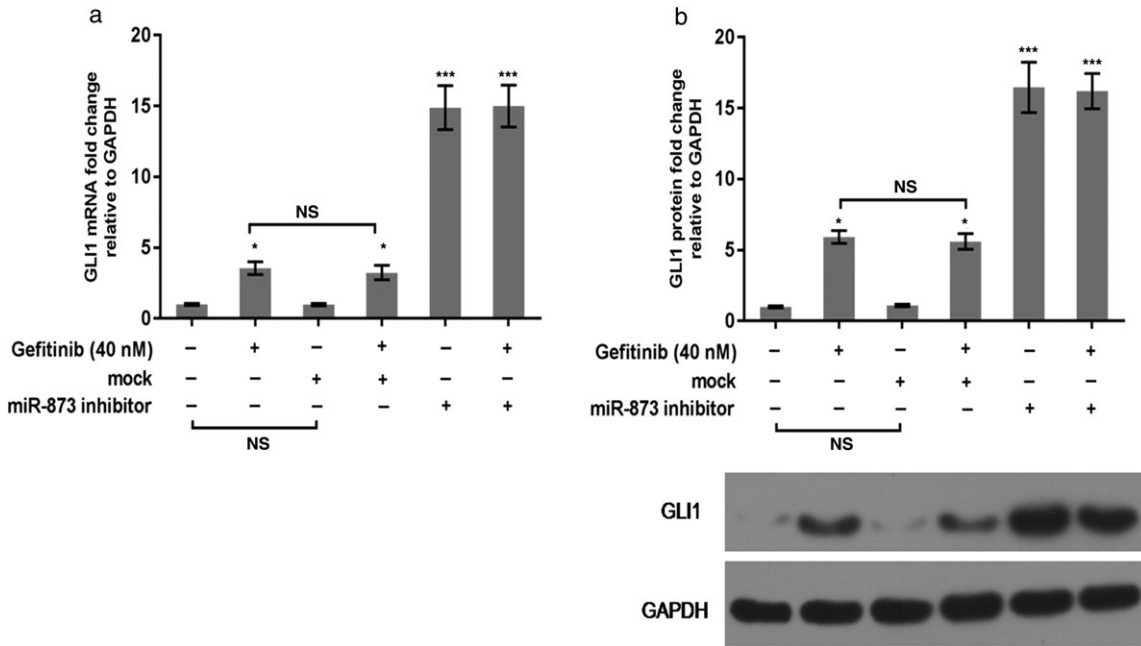 a
GLI1 mRNA fold change
relative to GAPDH
20
15
10
5
0
* * *** ***
NS
Gefitinib (40 nM) – + – + – +
mock – – + + – –
miR-873 inhibitor – – – – + +
NS
b
GLI1 protein fold change
relative to GAPDH
20
15
10
5
0
* * *** ***
NS
Gefitinib (40 nM) – + – + – +
mock – – + + – –
miR-873 inhibitor – – – – + +
NS
GLI1
GAPDH